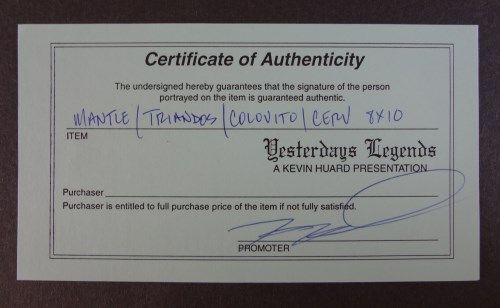 Certificate of Authenticity
The undersigned hereby guarantees that the signature of the person
portrayed on the item is guaranteed authentic.
MANTLE/TRIANDOS/COLOVITO/CERV 8X10
ITEM
Yesterdays Legends
A KEVIN HUARD PRESENTATION
Purchaser
Purchaser is entitled to full purchase price of the item if not fully satisfied.
PROMOTER